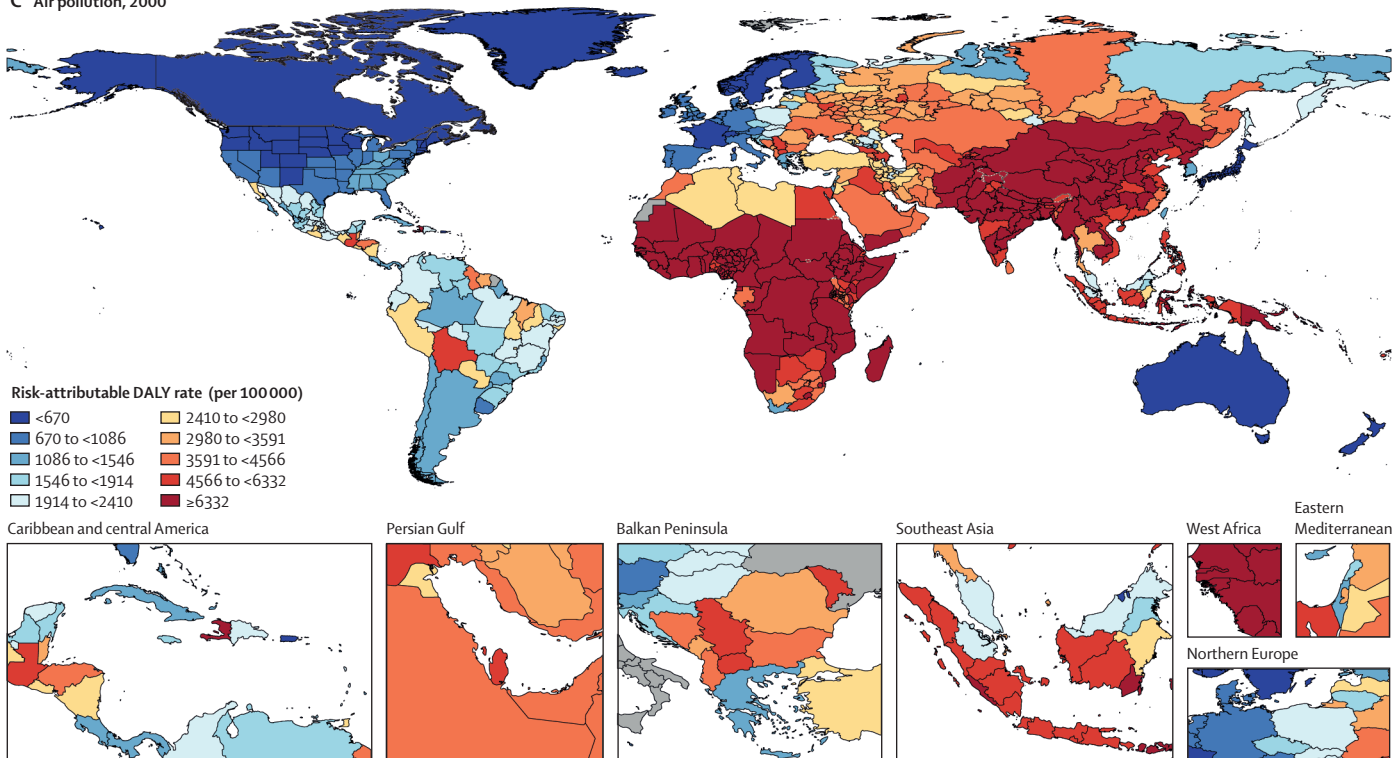 C Air pollution, 2000
Risk-attributable DALY rate (per 100 000)
<670
670 to <1086
1086 to <1546
1546 to <1914
1914 to <2410
2410 to <2980
2980 to <3591
3591 to <4566
4566 to <6332
≥6332
Caribbean and central America
Persian Gulf
Balkan Peninsula
Southeast Asia
West Africa
Eastern
Mediterranean
Northern Europe